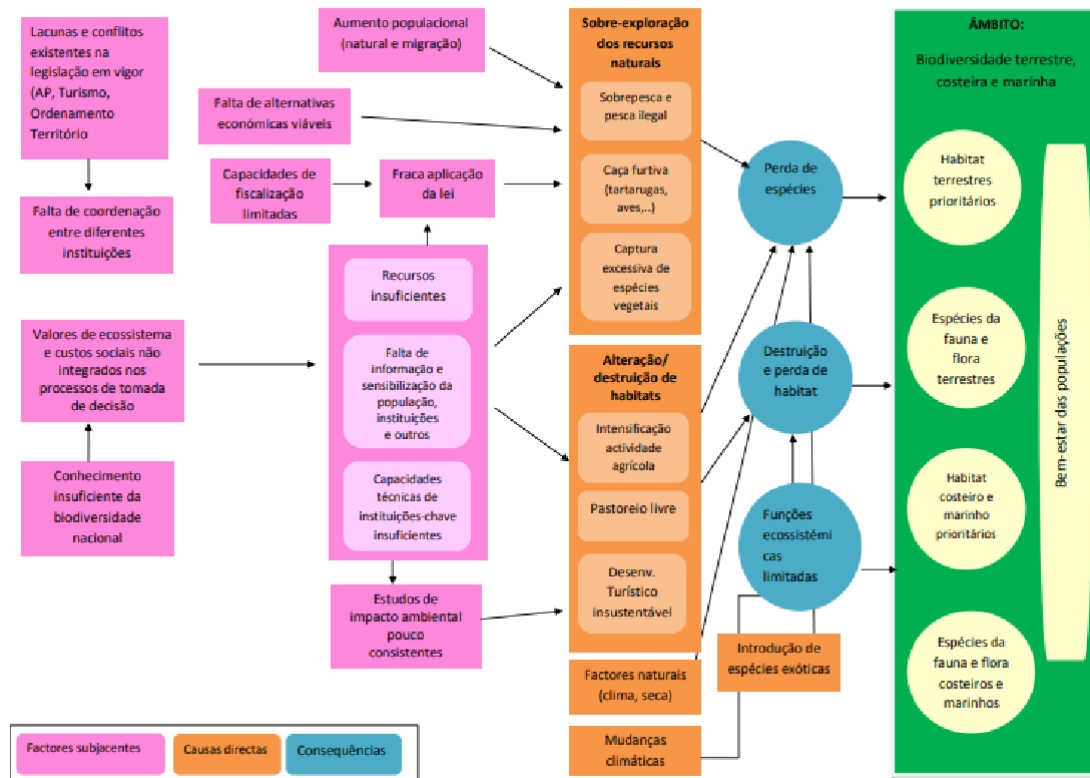 Lacunas e conflitos
existentes na
legislação em vigor
(AP, Turismo,
Ordenamento
Território
Falta de coordenação
entre diferentes
instituições
Valores de ecossistema
e custos sociais não
integrados nos
processos de tomada
de decisão
Conhecimento
insuficiente da
biodiversidade
nacional
Aumento populacional
(natural e migração)
Falta de alternativas
económicas viáveis
Capacidades de
fiscalização
limitadas
Fraca aplicação
da lei
Recursos
insuficientes
Falta de
informação e
sensibilização da
população,
instituições
e outros
Capacidades
técnicas de
instituições-chave
insuficientes
Estudos de
impacto ambiental
pouco
consistentes
Sobre-exploração
dos recursos
naturais
Sobrepesca e
pesca ilegal
Caça furtiva
(tartarugas,
aves,..)
Captura
excessiva de
espécies
vegetais
Alteração/
destruição de
habitats
Intensificação
actividade
agrícola
Pastoreio livre
Desenv.
Turístico
insustentável
Factores naturais
(clima, seca)
Mudanças
climáticas
Perda de
espécies
Destruição
e perda de
habitat
Funções
ecossistémi
cas
limitadas
Introdução de
espécies exóticas
ÂMBITO:
Biodiversidade terrestre,
costeira e marinha
Habitat
terrestres
prioritários
Espécies da
fauna e
flora
terrestres
Habitat
costeiro e
marinho
prioritários
Espécies da
fauna e flora
costeiros e
marinhos
Bem-estar das populações
Factores subjacentes
Causas directas
Consequências